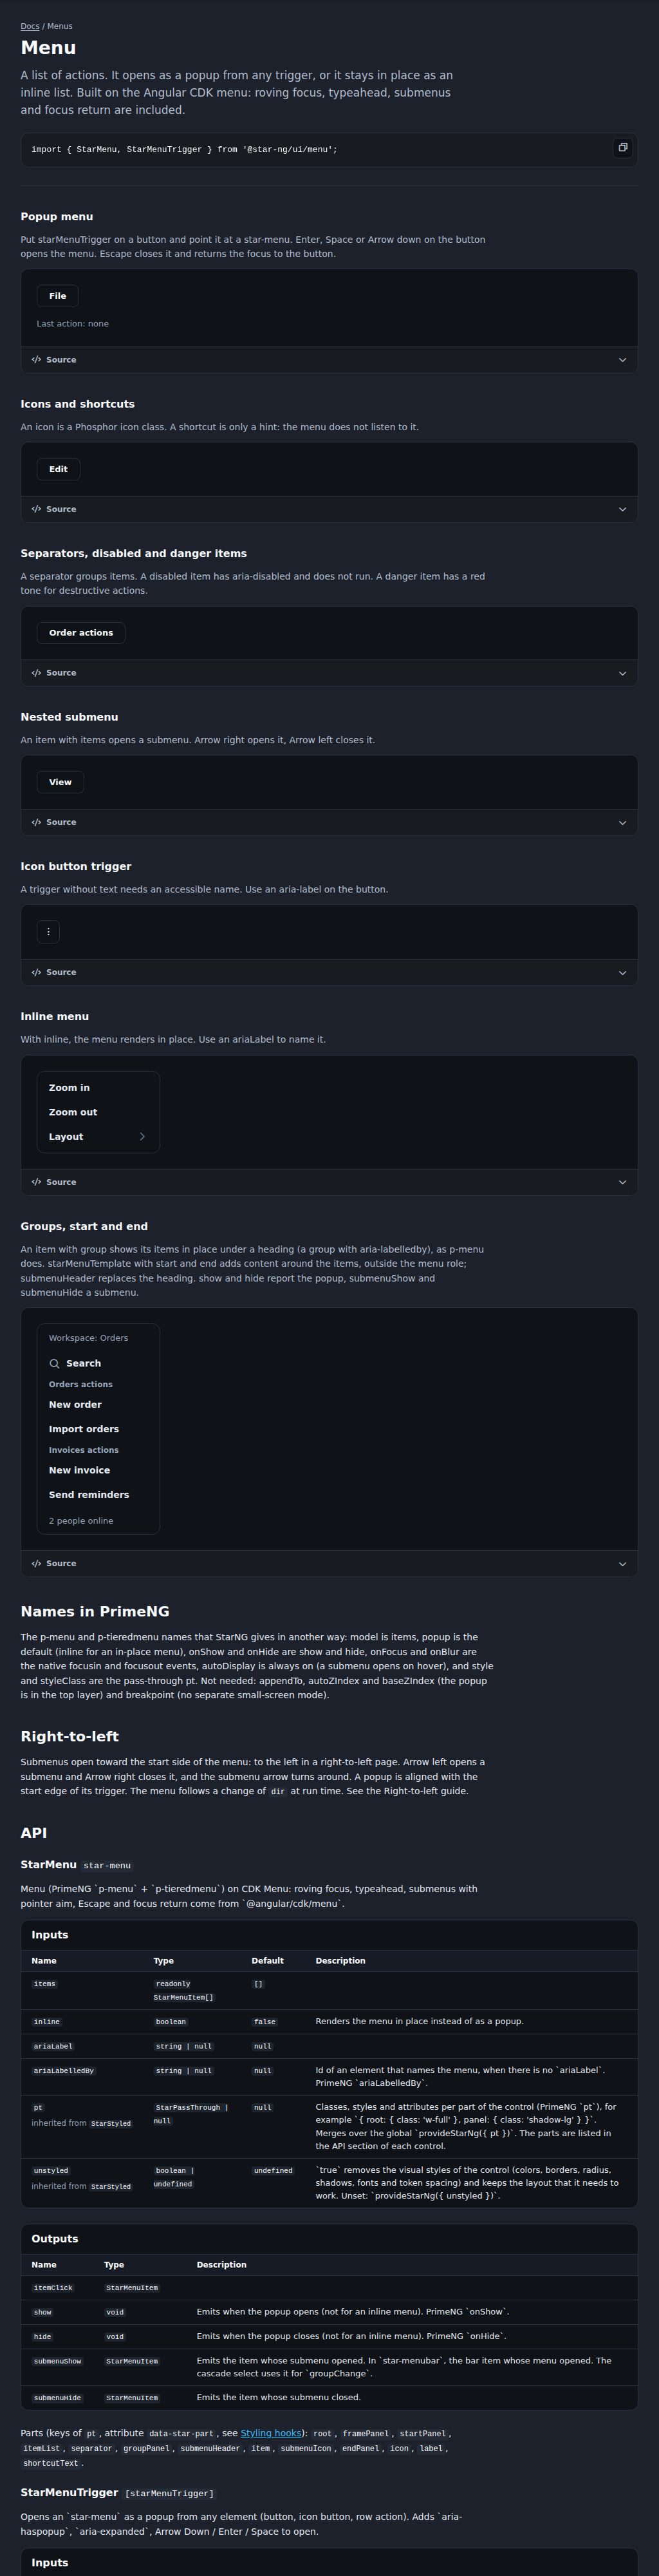 Docs / Menus
Menu
A list of actions. It opens as a popup from any trigger, or it stays in place as an
inline list. Built on the Angular CDK menu: roving focus, typeahead, submenus
and focus return are included.
import { StarMenu, StarMenuTrigger } from '@star-ng/ui/menu';
Popup menu
Put starMenuTrigger on a button and point it at a star-menu. Enter, Space or Arrow down on the button
opens the menu. Escape closes it and returns the focus to the button.
File
Last action: none
Source
Icons and shortcuts
An icon is a Phosphor icon class. A shortcut is only a hint: the menu does not listen to it.
Edit
Source
Separators, disabled and danger items
A separator groups items. A disabled item has aria-disabled and does not run. A danger item has a red
tone for destructive actions.
Order actions
Source
Nested submenu
An item with items opens a submenu. Arrow right opens it, Arrow left closes it.
View
Source
Icon button trigger
A trigger without text needs an accessible name. Use an aria-label on the button.
Source
Inline menu
With inline, the menu renders in place. Use an ariaLabel to name it.
Zoom in
Zoom out
Layout
Source
Groups, start and end
An item with group shows its items in place under a heading (a group with aria-labelledby), as p-menu
does. starMenuTemplate with start and end adds content around the items, outside the menu role;
submenuHeader replaces the heading. show and hide report the popup, submenuShow and
submenuHide a submenu.
Workspace: Orders
Search
Orders actions
New order
Import orders
Invoices actions
New invoice
Send reminders
2 people online
Source
Names in PrimeNG
The p-menu and p-tieredmenu names that StarNG gives in another way: model is items, popup is the
default (inline for an in-place menu), onShow and onHide are show and hide, onFocus and onBlur are
the native focusin and focusout events, autoDisplay is always on (a submenu opens on hover), and style
and styleClass are the pass-through pt. Not needed: appendTo, autoZIndex and baseZIndex (the popup
is in the top layer) and breakpoint (no separate small-screen mode).
Right-to-left
Submenus open toward the start side of the menu: to the left in a right-to-left page. Arrow left opens a
submenu and Arrow right closes it, and the submenu arrow turns around. A popup is aligned with the
start edge of its trigger. The menu follows a change of dir at run time. See the Right-to-left guide.
API
StarMenu star-menu
Menu (PrimeNG `p-menu` + `p-tieredmenu`) on CDK Menu: roving focus, typeahead, submenus with
pointer aim, Escape and focus return come from `@angular/cdk/menu`.
Inputs
Name Type Default Description
items readonly StarMenuItem[] []
inline boolean false Renders the menu in place instead of as a popup.
ariaLabel string | null null
ariaLabelledBy string | null null Id of an element that names the menu, when there is no `ariaLabel`.
PrimeNG `ariaLabelledBy`.
pt StarPassThrough | null null Classes, styles and attributes per part of the control (PrimeNG `pt`), for
inherited from StarStyled example `{ root: { class: 'w-full' }, panel: { class: 'shadow-lg' } }`.
Merges over the global `provideStarNg({ pt })`. The parts are listed in
the API section of each control.
unstyled boolean | undefined undefined `true` removes the visual styles of the control (colors, borders, radius,
inherited from StarStyled shadows, fonts and token spacing) and keeps the layout that it needs to
work. Unset: `provideStarNg({ unstyled })`.
Outputs
Name Type Description
itemClick StarMenuItem
show void Emits when the popup opens (not for an inline menu). PrimeNG `onShow`.
hide void Emits when the popup closes (not for an inline menu). PrimeNG `onHide`.
submenuShow StarMenuItem Emits the item whose submenu opened. In `star-menubar`, the bar item whose menu opened. The
cascade select uses it for `groupChange`.
submenuHide StarMenuItem Emits the item whose submenu closed.
Parts (keys of pt, attribute data-star-part, see Styling hooks): root, framePanel, startPanel,
itemList, separator, groupPanel, submenuHeader, item, submenuIcon, endPanel, icon, label,
shortcutText.
StarMenuTrigger [starMenuTrigger]
Opens an `star-menu` as a popup from any element (button, icon button, row action). Adds `aria-
haspopup`, `aria-expanded`, Arrow Down / Enter / Space to open.
Inputs